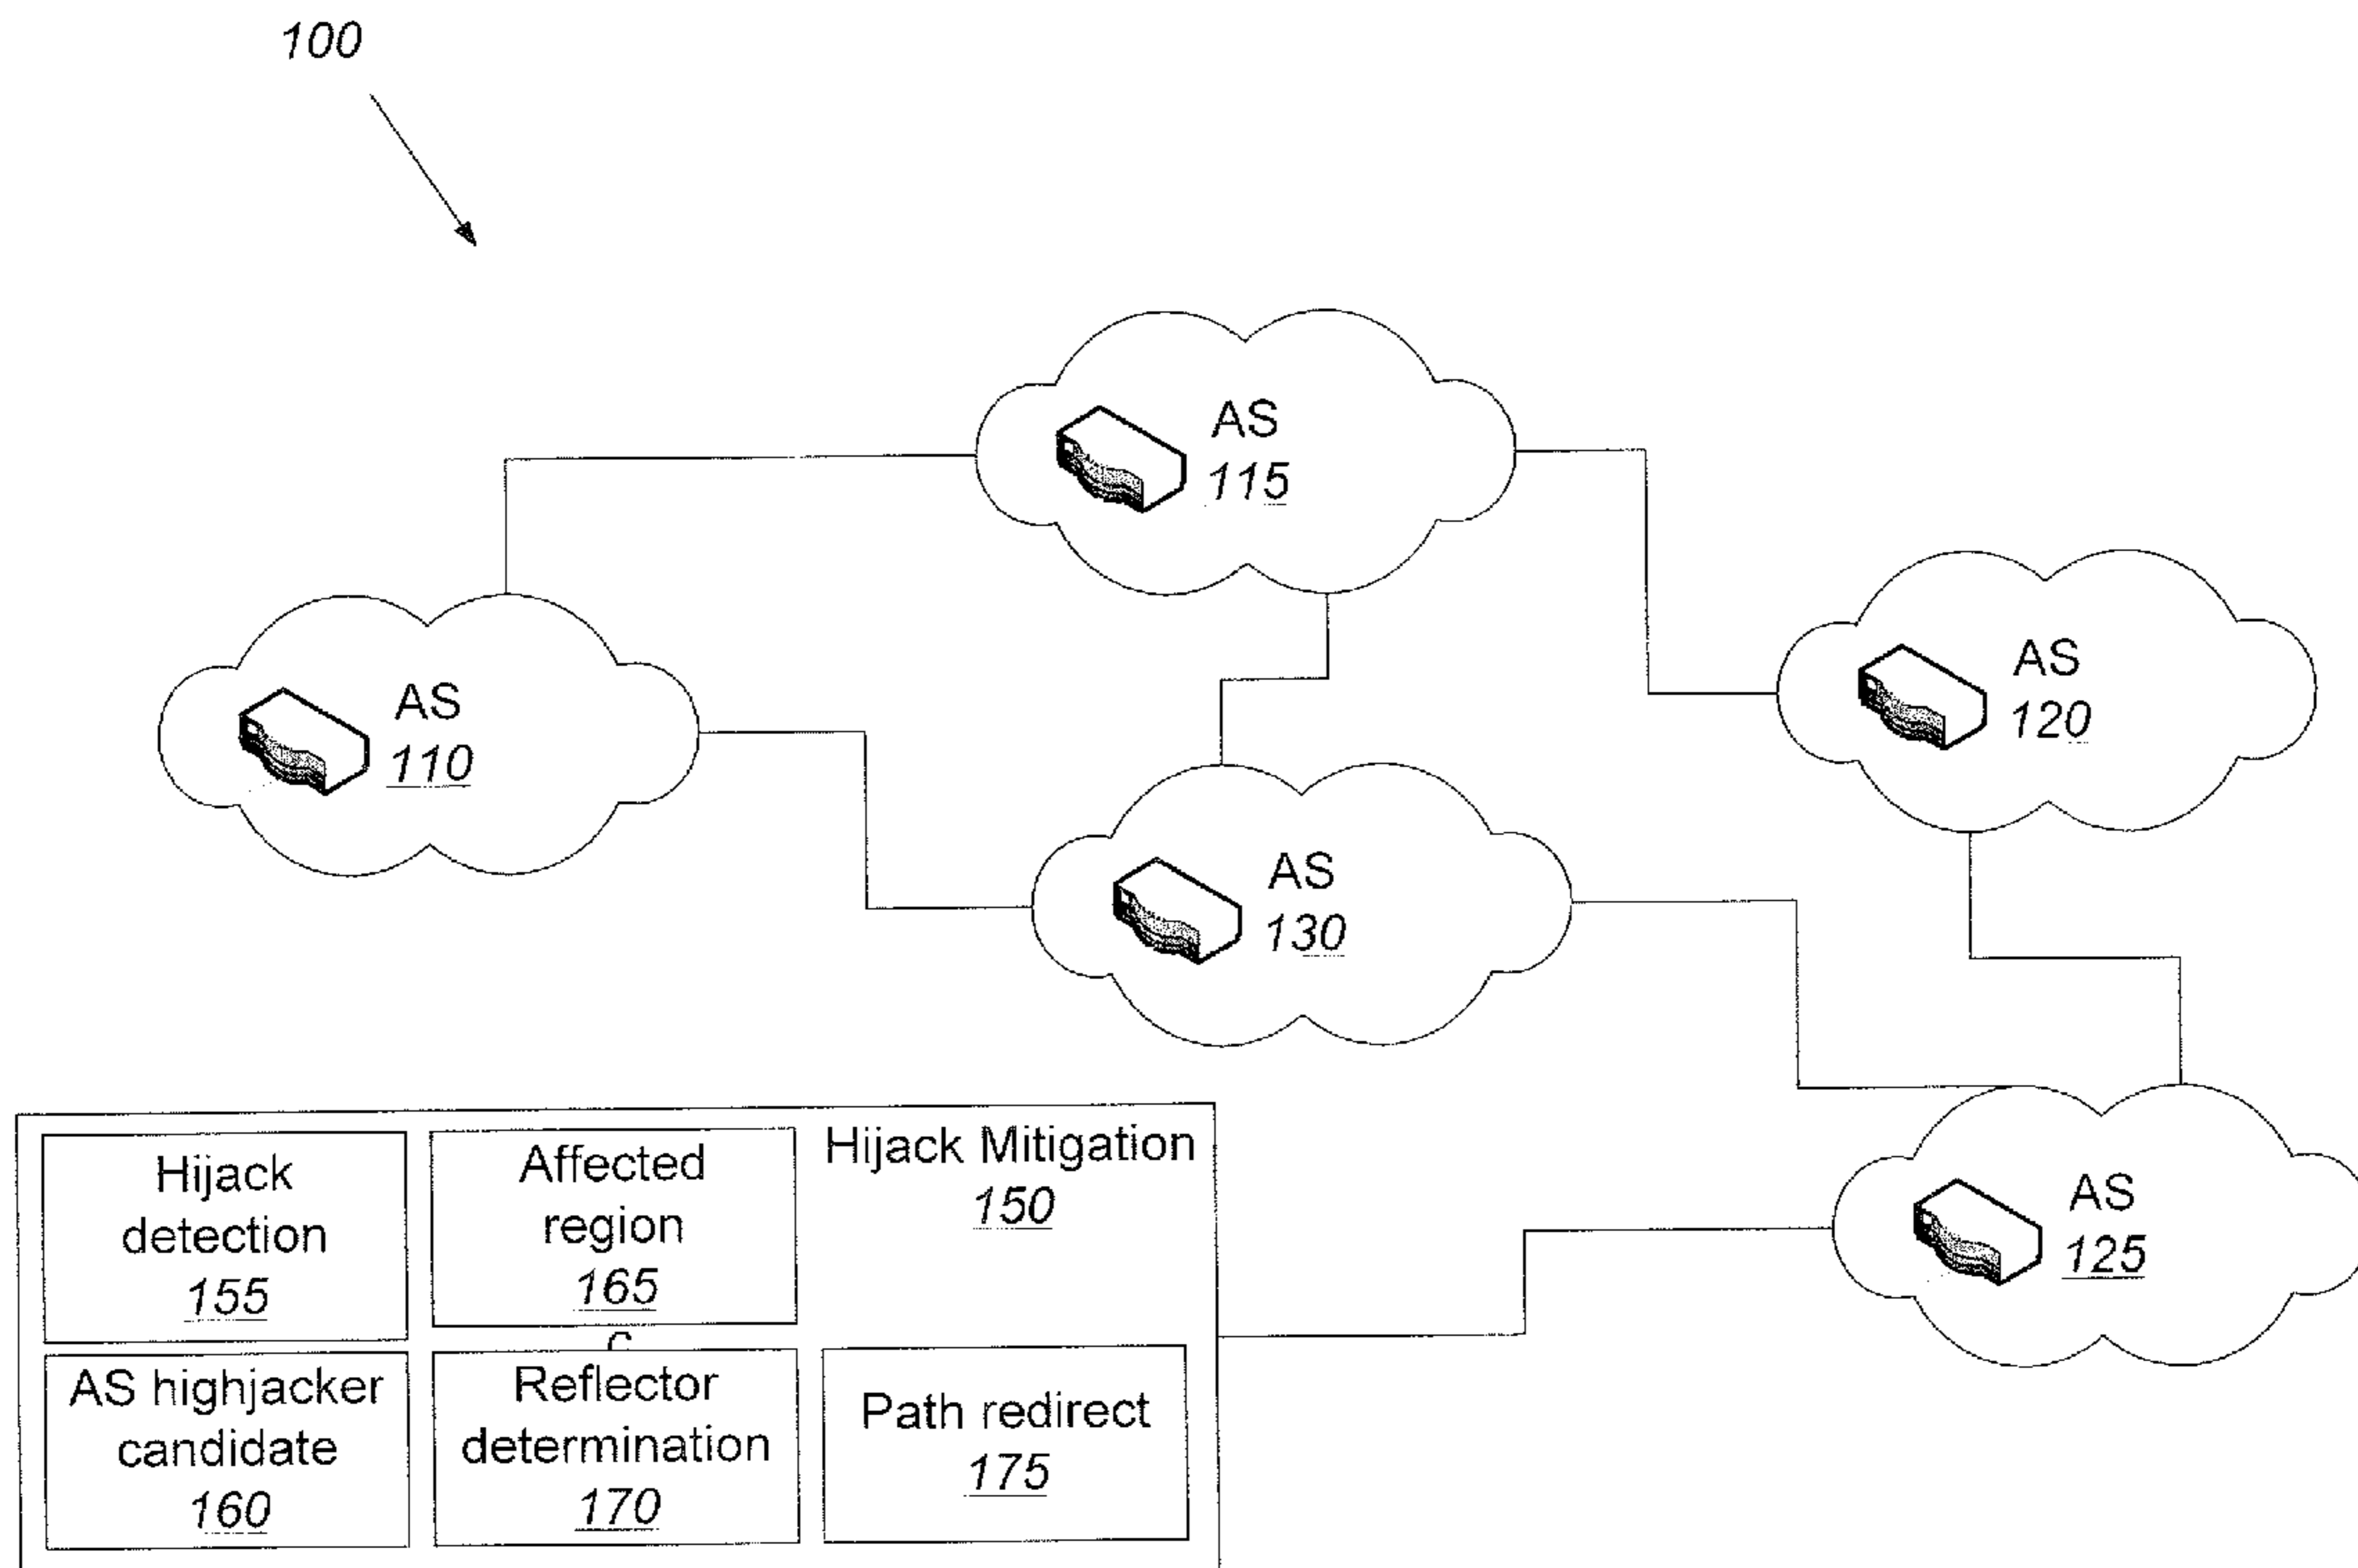 100
AS
115
AS
110
AS
120
AS
130
AS
125
Hijack Mitigation
150
Hijack
detection
155
Affected
region
165
AS highjacker
candidate
160
Reflector
determination
170
Path redirect
175